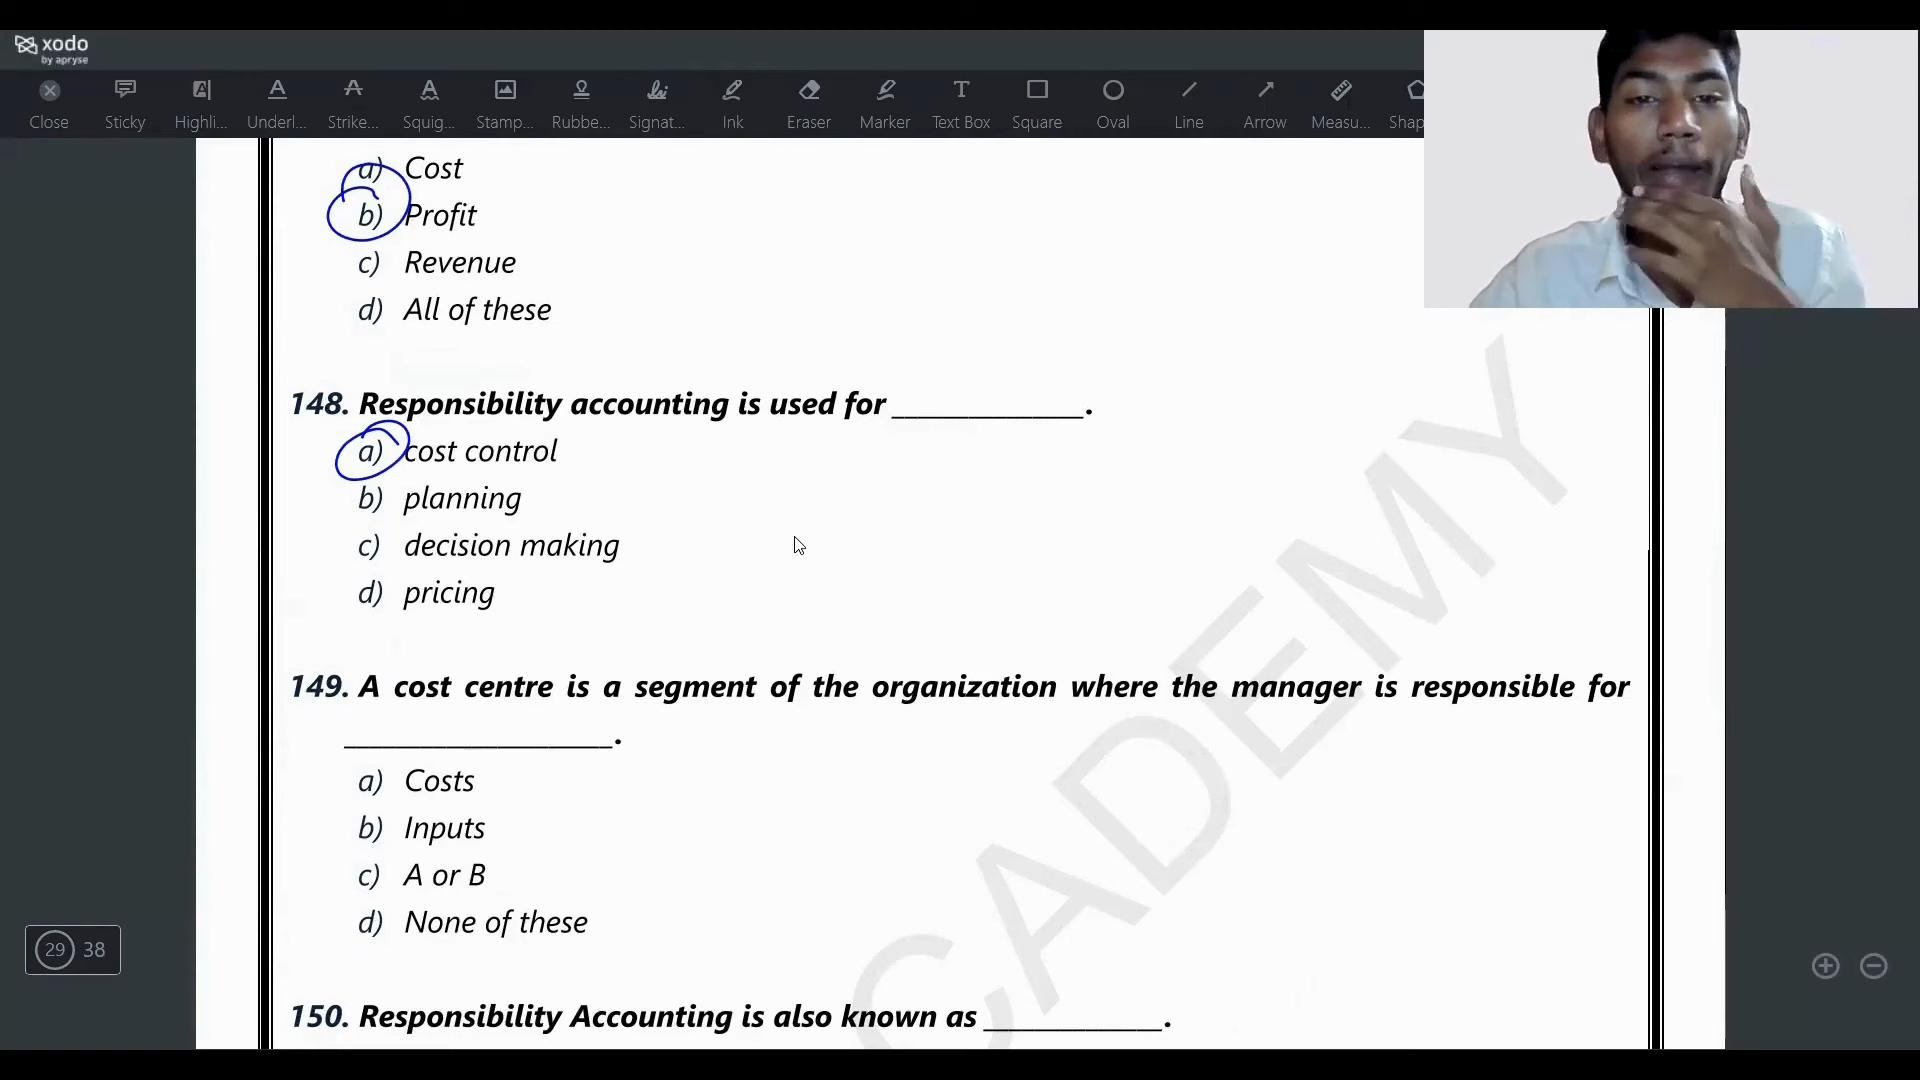 xodo
by apryse
Close Sticky Highli... Underl... Strike... Squig... Stamp... Rubbe... Signat... Ink Eraser Marker Text Box Square Oval Line Arrow Measu... Shap
a) Cost
b) Profit
c) Revenue
d) All of these
148. Responsibility accounting is used for ____________.
a) cost control
b) planning
c) decision making
d) pricing
149. A cost centre is a segment of the organization where the manager is responsible for
_________________.
a) Costs
b) Inputs
c) A or B
d) None of these
150. Responsibility Accounting is also known as ___________.
29 38
CADEMY